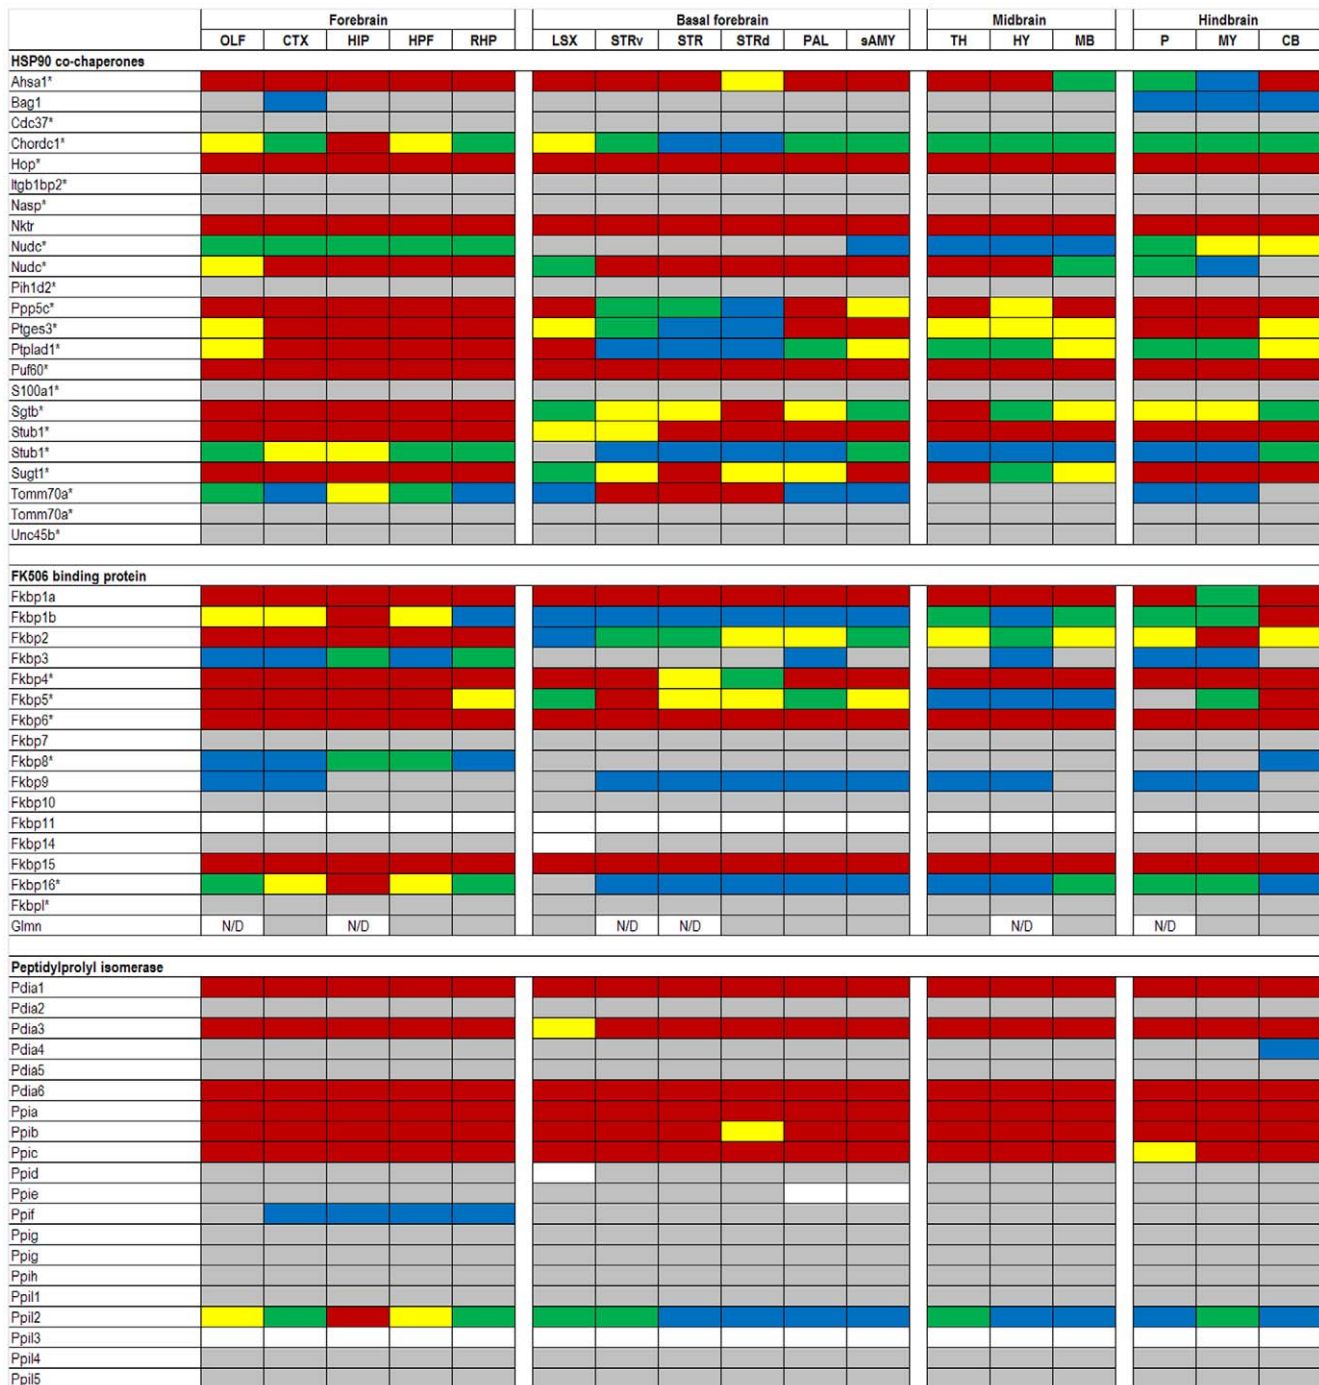 Forebrain Basal forebrain Midbrain Hindbrain
OLF CTX HIP HPF RHP LSX STRv STR STRd PAL sAMY TH HY MB P MY CB
HSP90 co-chaperones
Ahsa1*
Bag1
Cdc37*
Chordc1*
Hop*
Itgb1bp2*
Nasp*
Nktr
Nudc*
Nudc*
Pih1d2*
Ppp5c*
Ptges3*
Ptplad1*
Puf60*
S100a1*
Sgtb*
Stub1*
Stub1*
Sugt1*
Tomm70a*
Tomm70a*
Unc45b*
FK506 binding protein
Fkbp1a
Fkbp1b
Fkbp2
Fkbp3
Fkbp4*
Fkbp5*
Fkbp6*
Fkbp7
Fkbp8*
Fkbp9
Fkbp10
Fkbp11
Fkbp14
Fkbp15
Fkbp16*
Fkbpl*
Glmn N/D N/D N/D N/D N/D N/D
Peptidylprolyl isomerase
Pdia1
Pdia2
Pdia3
Pdia4
Pdia5
Pdia6
Ppia
Ppib
Ppic
Ppid
Ppie
Ppif
Ppig
Ppig
Ppih
Ppil1
Ppil2
Ppil3
Ppil4
Ppil5